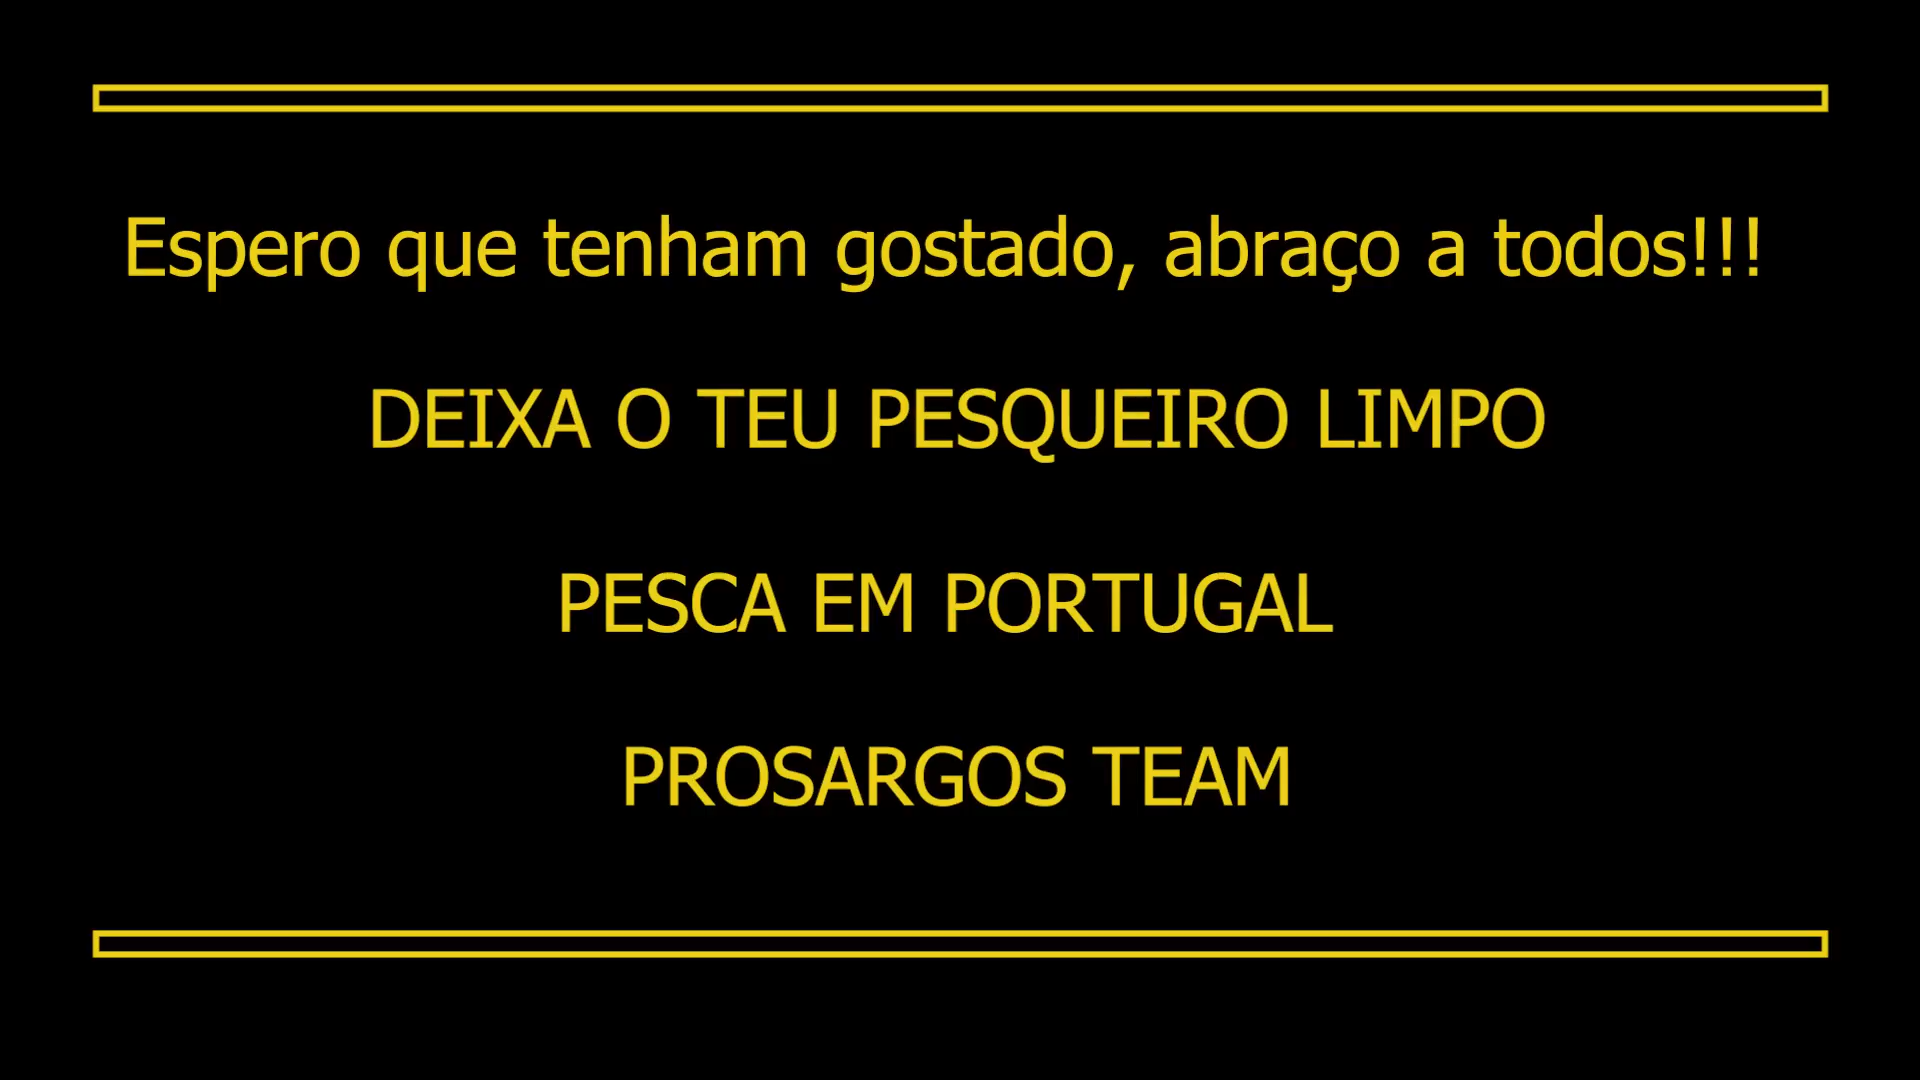 Espero que tenham gostado, abraço a todos!!!
DEIXA O TEU PESQUEIRO LIMPO
PESCA EM PORTUGAL
PROSARGOS TEAM